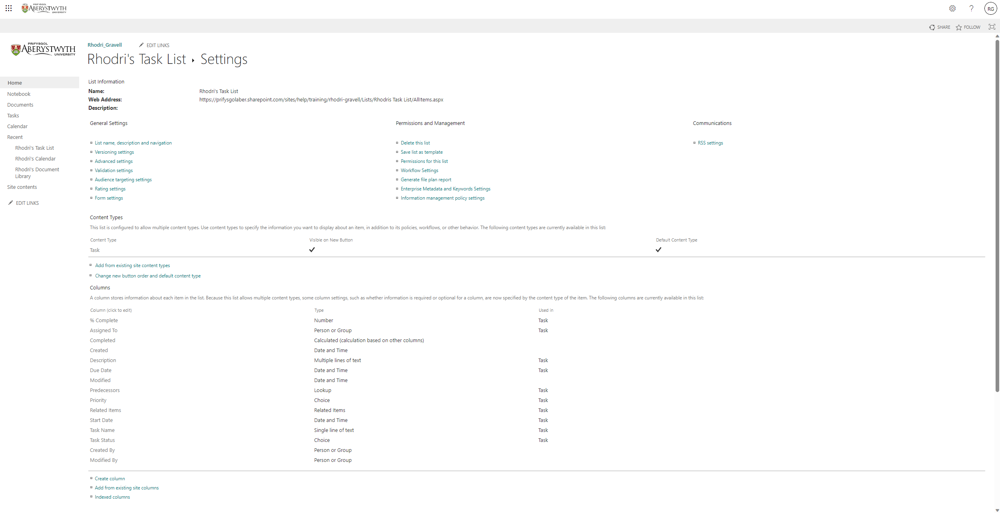 1872
PRIFYSGOL
ABERYSTWYTH
UNIVERSITY
?
RG
SHARE
FOLLOW
PRIFYSGOL
ABERYSTWYTH
UNIVERSITY
Rhodri_Gravell
EDIT LINKS
Rhodri's Task List ▸ Settings
Home
Notebook
Documents
Tasks
Calendar
Recent
Rhodri's Task List
Rhodri's Calendar
Rhodri's Document
Library
Site contents
EDIT LINKS
List Information
Name: Rhodri's Task List
Web Address: https://prifysgolaber.sharepoint.com/sites/help/training/rhodri-gravell/Lists/Rhodris Task List/AllItems.aspx
Description:
General Settings
List name, description and navigation
Versioning settings
Advanced settings
Validation settings
Audience targeting settings
Rating settings
Form settings
Permissions and Management
Delete this list
Save list as template
Permissions for this list
Workflow Settings
Generate file plan report
Enterprise Metadata and Keywords Settings
Information management policy settings
Communications
RSS settings
Content Types
This list is configured to allow multiple content types. Use content types to specify the information you want to display about an item, in addition to its policies, workflows, or other behavior. The following content types are currently available in this list:
Content Type Visible on New Button Default Content Type
Task
Add from existing site content types
Change new button order and default content type
Columns
A column stores information about each item in the list. Because this list allows multiple content types, some column settings, such as whether information is required or optional for a column, are now specified by the content type of the item. The following columns are currently available in this list:
Column (click to edit) Type Used in
% Complete Number Task
Assigned To Person or Group Task
Completed Calculated (calculation based on other columns)
Created Date and Time
Description Multiple lines of text Task
Due Date Date and Time Task
Modified Date and Time
Predecessors Lookup Task
Priority Choice Task
Related Items Related Items Task
Start Date Date and Time Task
Task Name Single line of text Task
Task Status Choice Task
Created By Person or Group
Modified By Person or Group
Create column
Add from existing site columns
Indexed columns